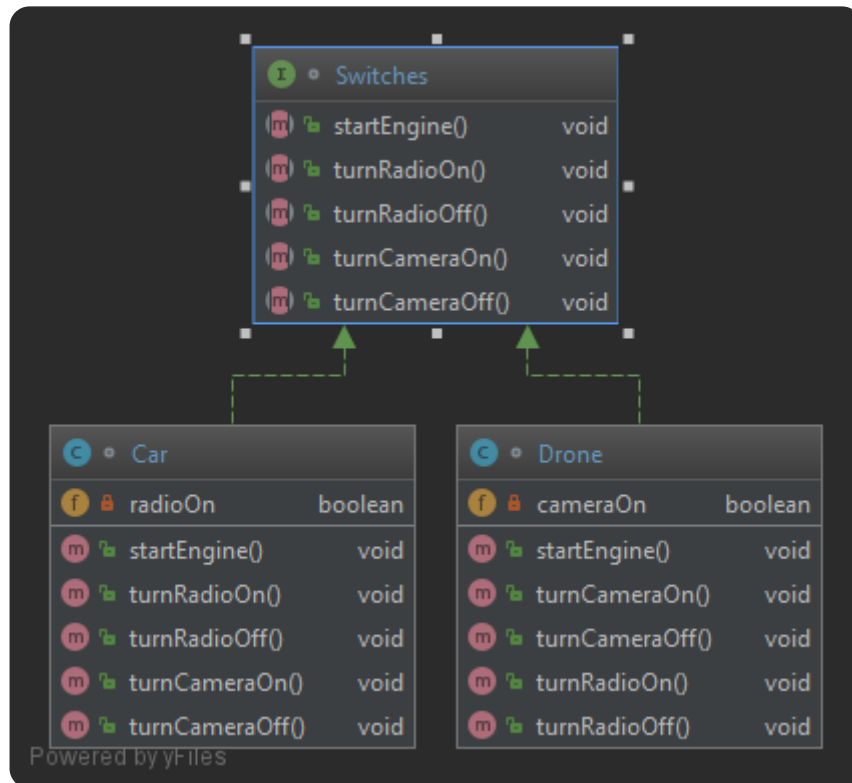 I Switches
m startEngine() void
m turnRadioOn() void
m turnRadioOff() void
m turnCameraOn() void
m turnCameraOff() void
C Car
f radioOn boolean
m startEngine() void
m turnRadioOn() void
m turnRadioOff() void
m turnCameraOn() void
m turnCameraOff() void
C Drone
f cameraOn boolean
m startEngine() void
m turnCameraOn() void
m turnCameraOff() void
m turnRadioOn() void
m turnRadioOff() void
Powered by yFiles